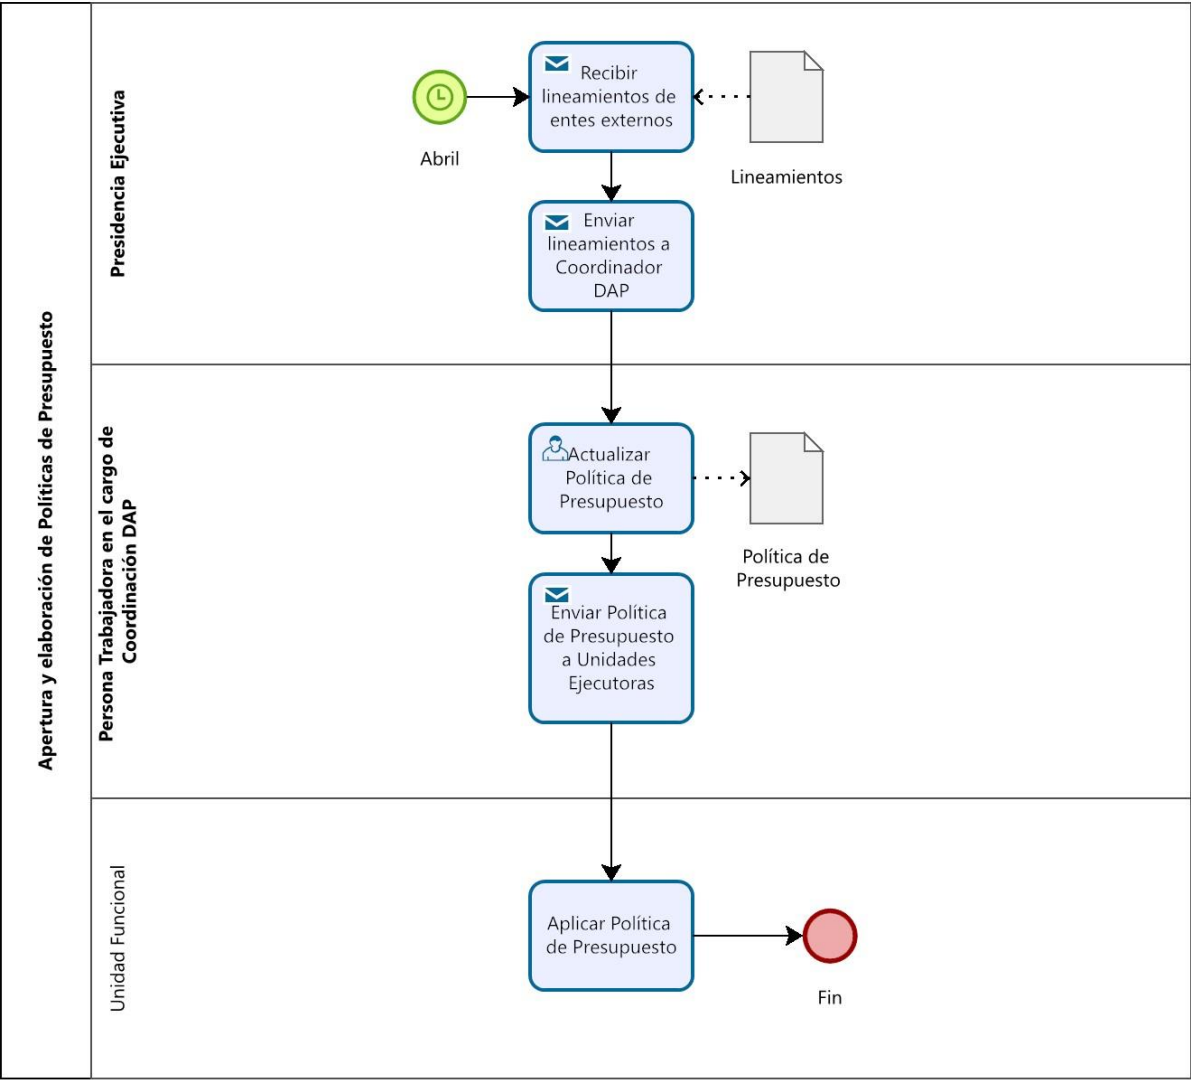 Apertura y elaboración de Políticas de Presupuesto
Presidencia Ejecutiva
Abril
Recibir
lineamientos de
entes externos
Lineamientos
Enviar
lineamientos a
Coordinador
DAP
Persona Trabajadora en el cargo de
Coordinación DAP
Actualizar
Política de
Presupuesto
Política de
Presupuesto
Enviar Política
de Presupuesto
a Unidades
Ejecutoras
Unidad Funcional
Aplicar Política
de Presupuesto
Fin